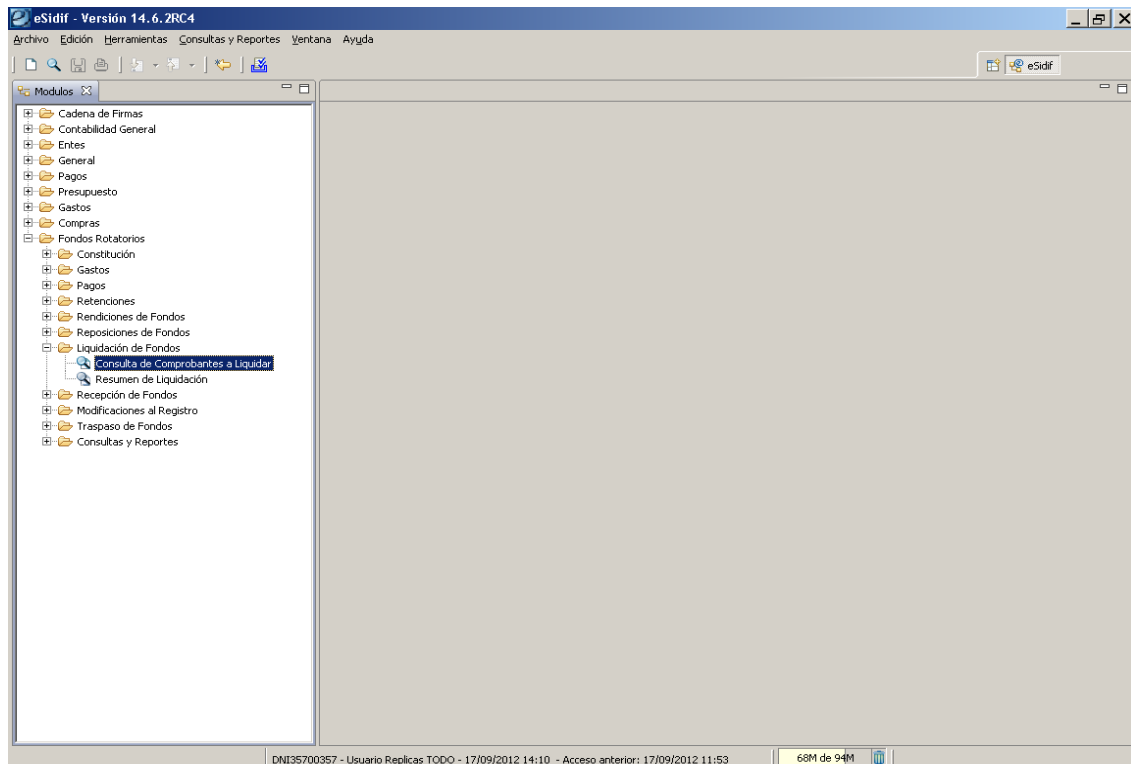 eSidif - Versión 14.6.2RC4
Archivo Edición Herramientas Consultas y Reportes Ventana Ayuda
eSidif
Modulos
Cadena de Firmas
Contabilidad General
Entes
General
Pagos
Presupuesto
Gastos
Compras
Fondos Rotatorios
Constitución
Gastos
Pagos
Retenciones
Rendiciones de Fondos
Reposiciones de Fondos
Liquidación de Fondos
Consulta de Comprobantes a Liquidar
Resumen de Liquidación
Recepción de Fondos
Modificaciones al Registro
Traspaso de Fondos
Consultas y Reportes
DNI35700357 - Usuario Replicas TODO - 17/09/2012 14:10 - Acceso anterior: 17/09/2012 11:53 68M de 94M